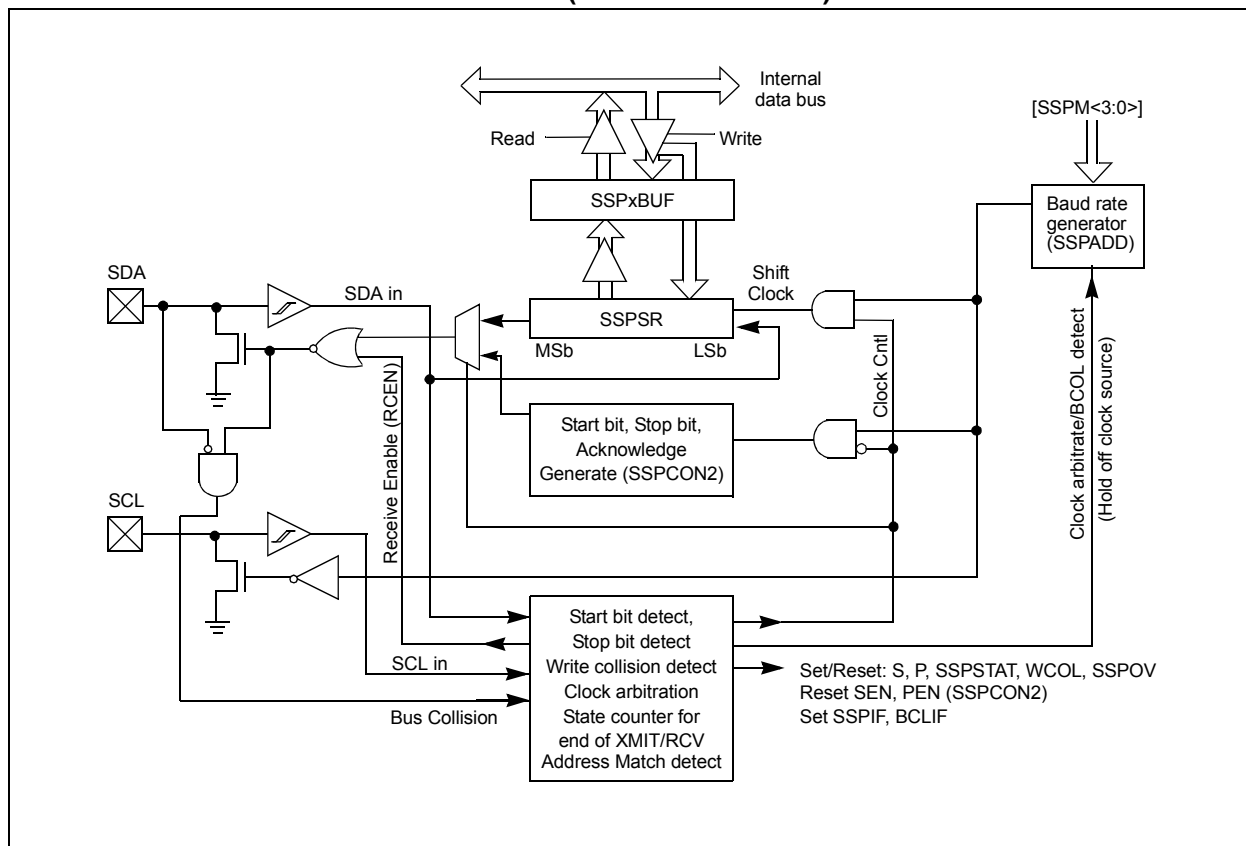 Internal
data bus
[SSPM<3:0>]
Read
Write
SSPxBUF
Baud rate
generator
(SSPADD)
SDA
SDA in
Shift
Clock
SSPSR
MSb
LSb
Receive Enable (RCEN)
Start bit, Stop bit,
Acknowledge
Generate (SSPCON2)
Clock Cntl
Clock arbitrate/BCOL detect
(Hold off clock source)
SCL
SCL in
Bus Collision
Start bit detect,
Stop bit detect
Write collision detect
Clock arbitration
State counter for
end of XMIT/RCV
Address Match detect
Set/Reset: S, P, SSPSTAT, WCOL, SSPOV
Reset SEN, PEN (SSPCON2)
Set SSPIF, BCLIF